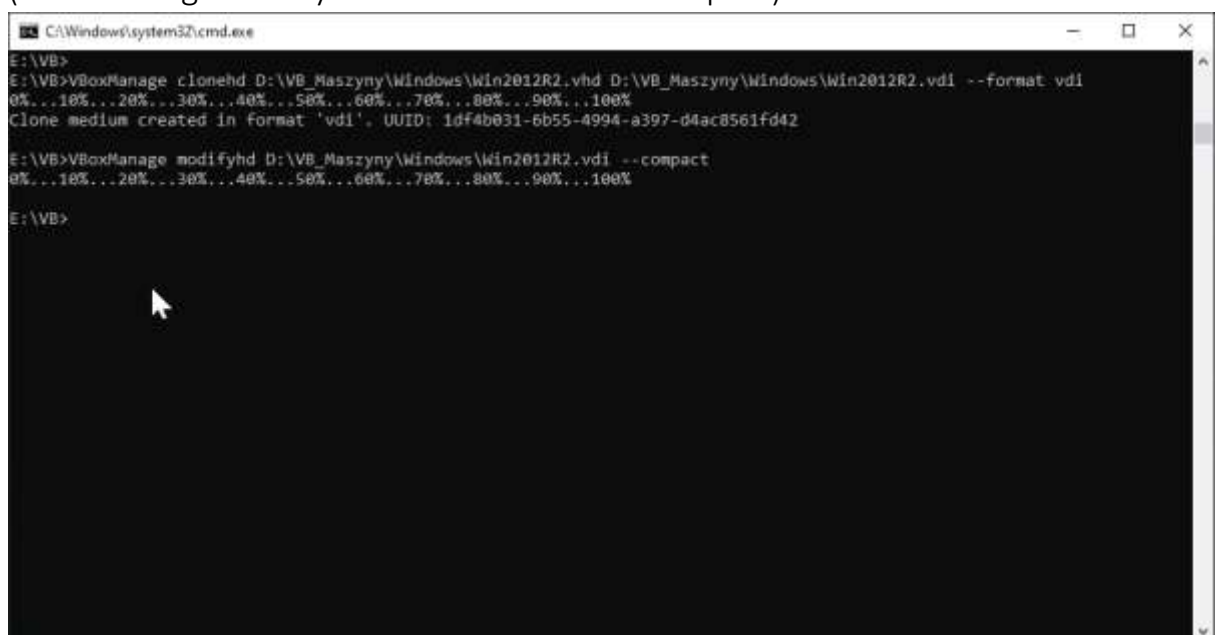 C:\Windows\system32\cmd.exe
E:\VB>
E:\VB>VBoxManage clonehd D:\VB_Maszyny\Windows\Win2012R2.vhd D:\VB_Maszyny\Windows\Win2012R2.vdi --format vdi
0%...10%...20%...30%...40%...50%...60%...70%...80%...90%...100%
Clone medium created in format 'vdi'. UUID: 1df4b031-6b55-4994-a397-d4ac8561fd42
E:\VB>VBoxManage modifyhd D:\VB_Maszyny\Windows\Win2012R2.vdi --compact
0%...10%...20%...30%...40%...50%...60%...70%...80%...90%...100%
E:\VB>